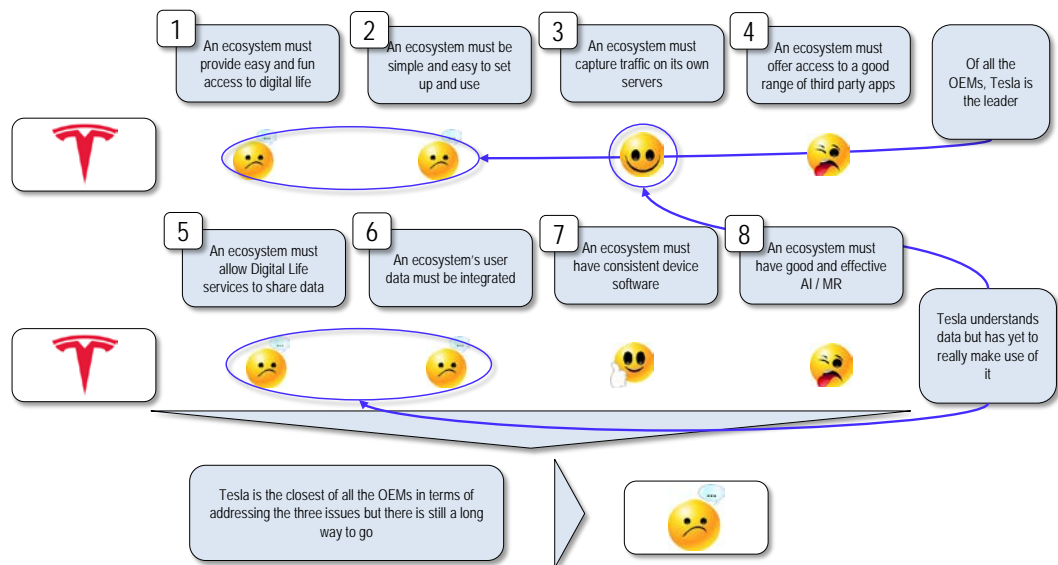 1
An ecosystem must
provide easy and fun
access to digital life
2
An ecosystem must be
simple and easy to set
up and use
3
An ecosystem must
capture traffic on its own
servers
4
An ecosystem must
offer access to a good
range of third party apps
Of all the
OEMs, Tesla is
the leader
5
An ecosystem must
allow Digital Life
services to share data
6
An ecosystem’s user
data must be integrated
7
An ecosystem must
have consistent device
software
8
An ecosystem must
have good and effective
AI / MR
Tesla understands
data but has yet to
really make use of
it
Tesla is the closest of all the OEMs in terms of
addressing the three issues but there is still a long
way to go
...